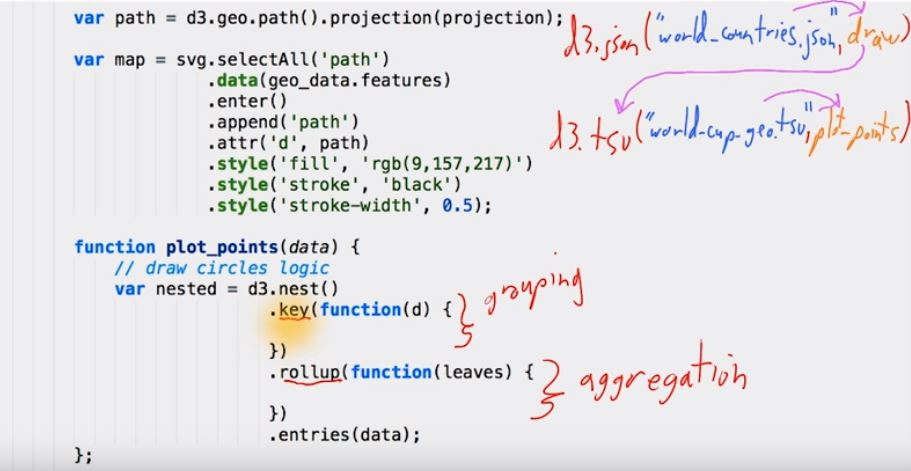 var path = d3.geo.path().projection(projection);
d3.json("world_countries.json", draw)
var map = svg.selectAll('path')
.data(geo_data.features)
.enter()
.append('path')
d3.tsv("world-cup-geo.tsv", plot_points)
.attr('d', path)
.style('fill', 'rgb(9,157,217)')
.style('stroke', 'black')
.style('stroke-width', 0.5);
function plot_points(data) {
// draw circles logic
var nested = d3.nest()
.key(function(d) {
} grouping
})
.rollup(function(leaves) {
} aggregation
})
.entries(data);
};